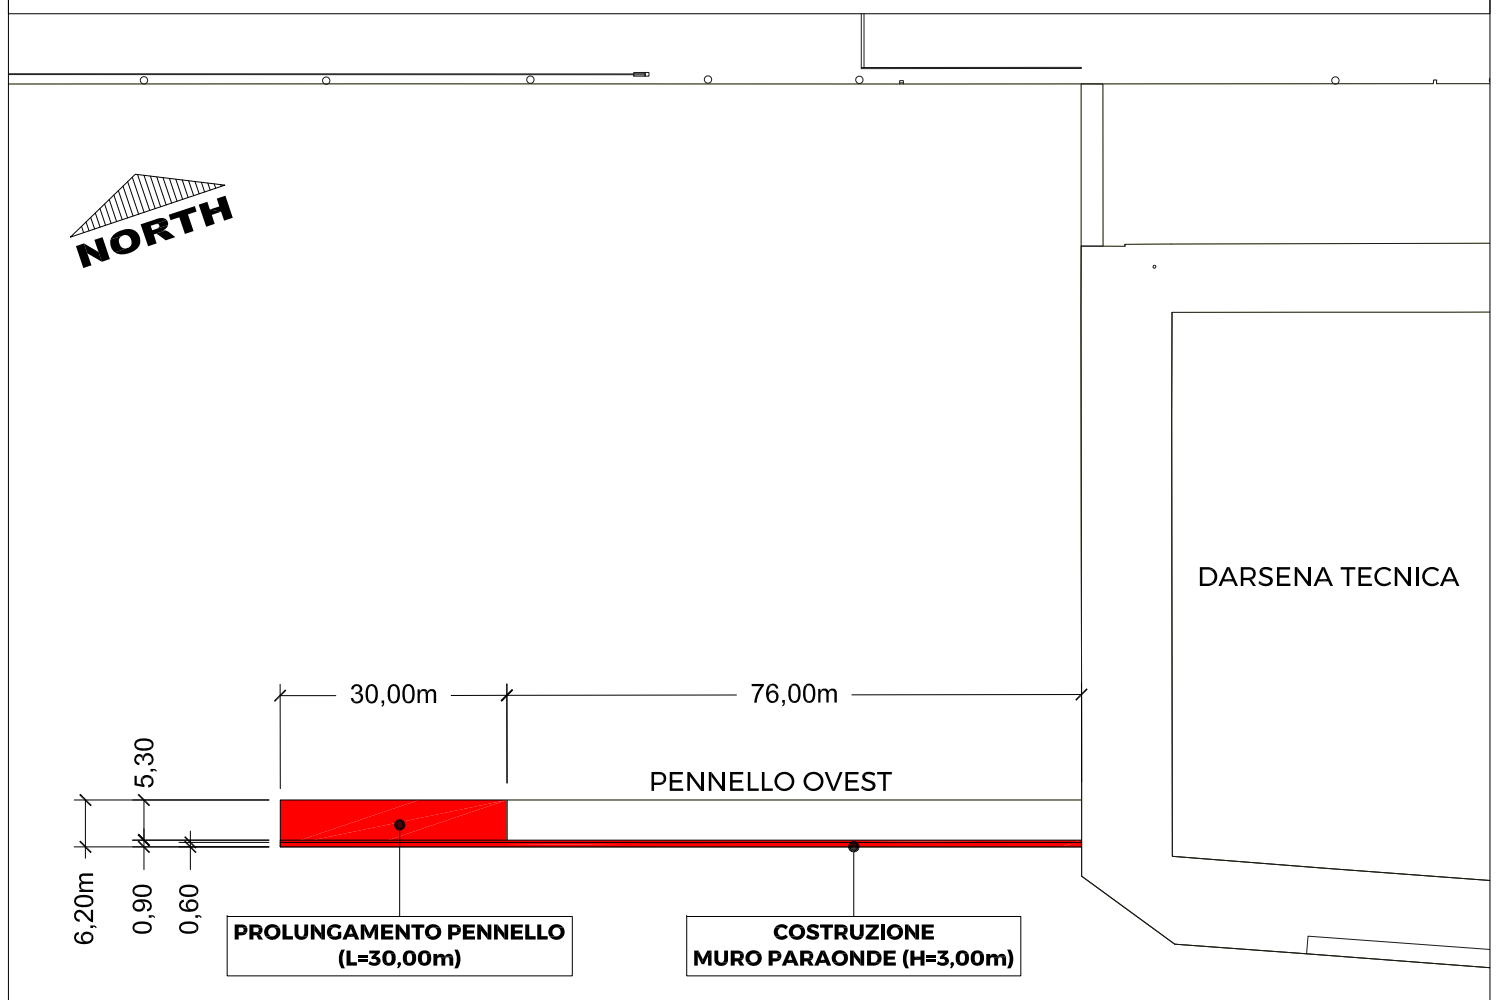 NORTH
DARSENA TECNICA
30,00m
76,00m
5,30
PENNELLO OVEST
6,20m
0,90
0,60
PROLUNGAMENTO PENNELLO
(L=30,00m)
COSTRUZIONE
MURO PARAONDE (H=3,00m)